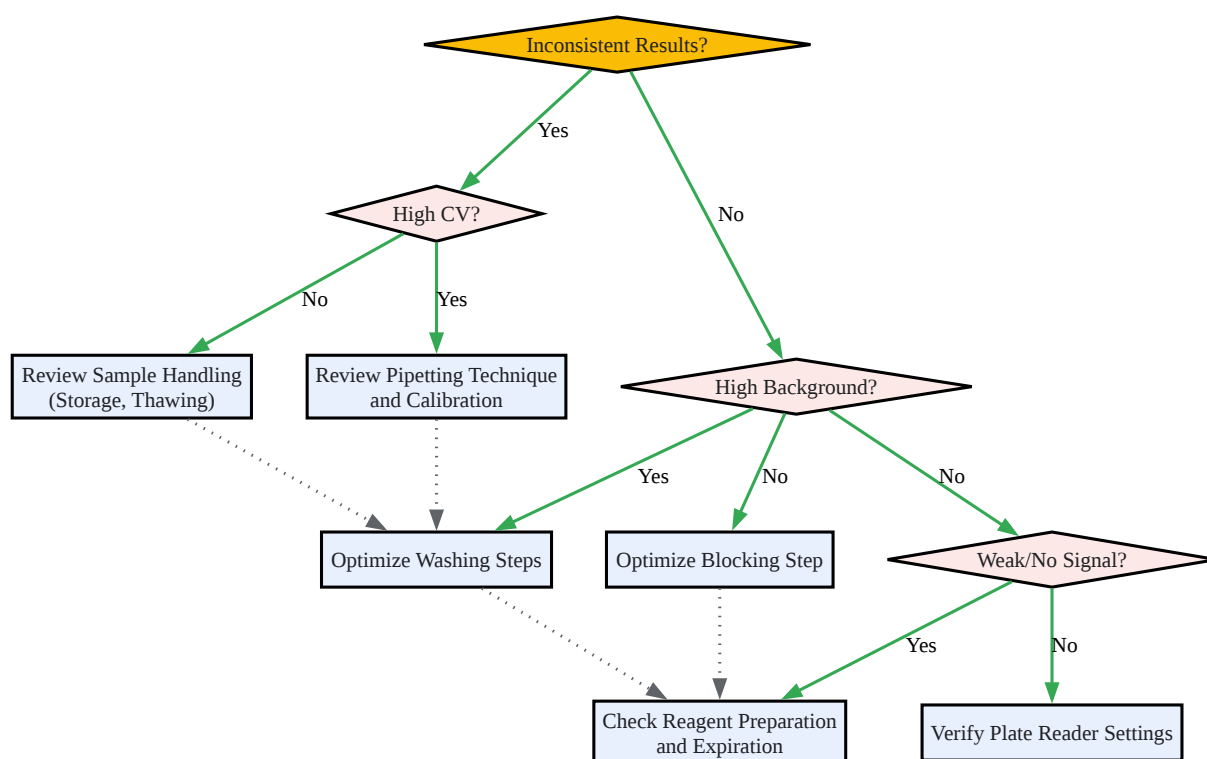 Inconsistent Results?
Yes
No
High CV?
No
Yes
Review Sample Handling
(Storage, Thawing)
Review Pipetting Technique
and Calibration
High Background?
Yes
No
No
Optimize Washing Steps
Optimize Blocking Step
Weak/No Signal?
Yes
No
Check Reagent Preparation
and Expiration
Verify Plate Reader Settings